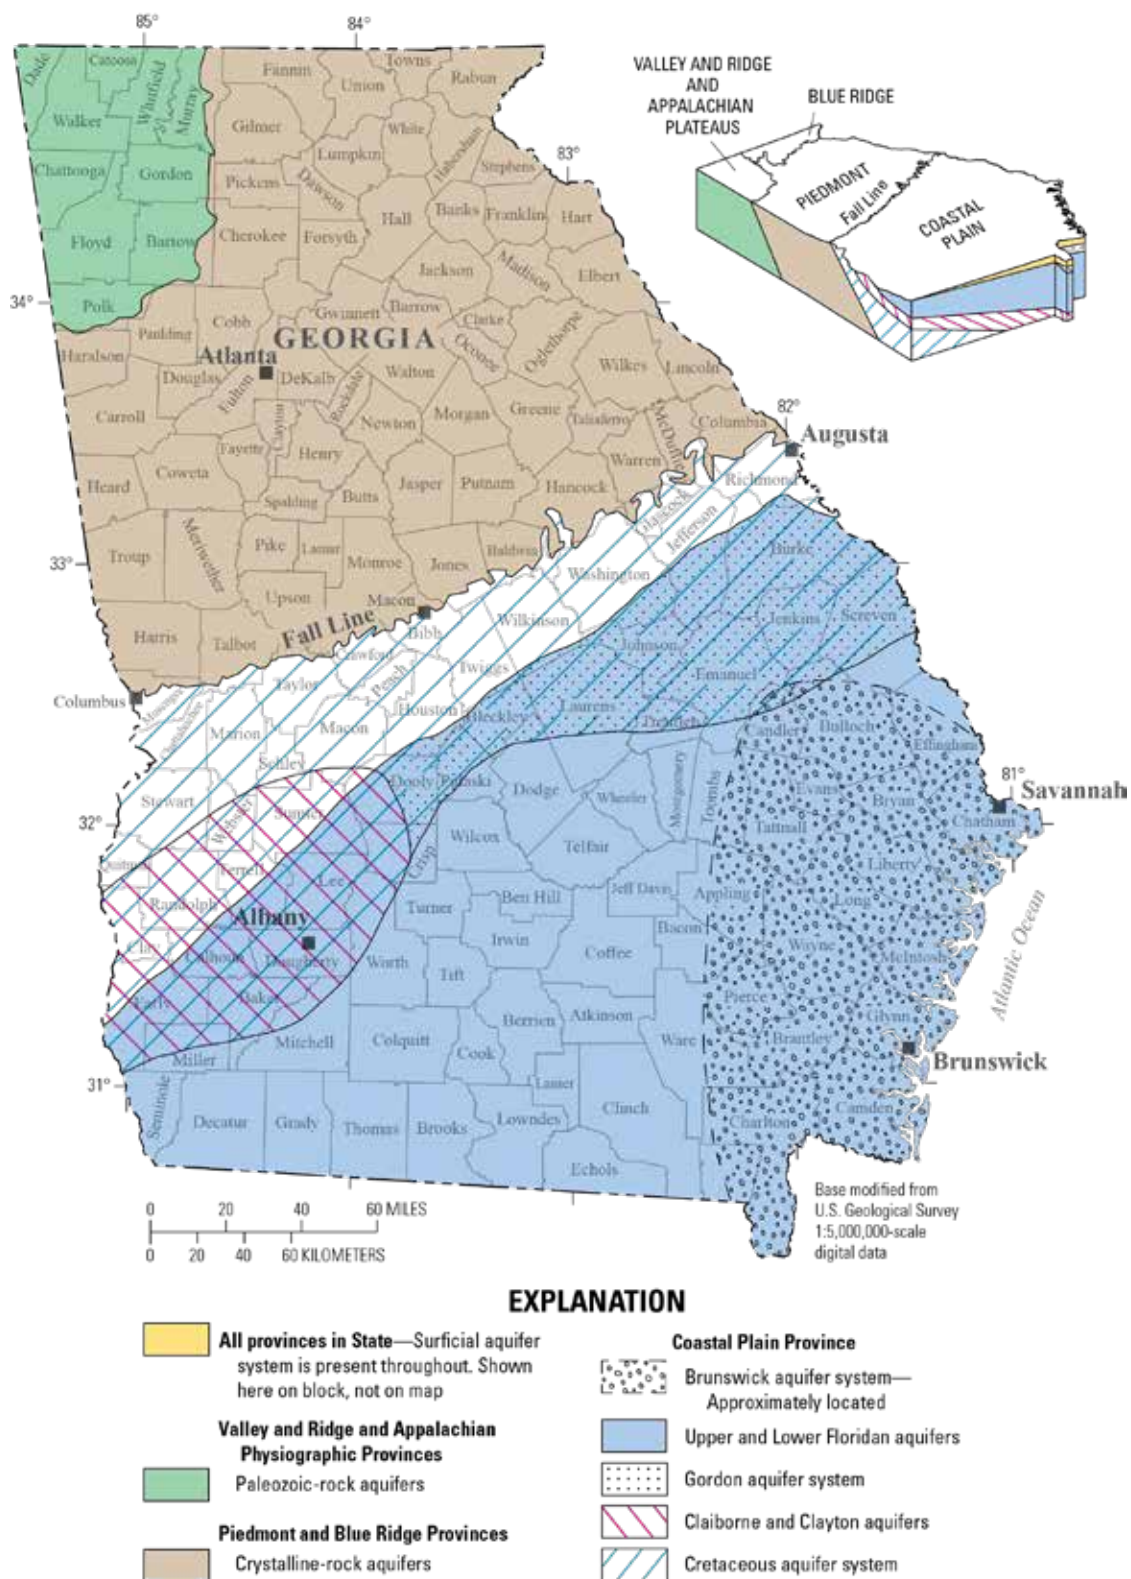 85°
84°
83°
82°
81°
34°
33°
32°
31°
VALLEY AND RIDGE
AND
APPALACHIAN
PLATEAUS
BLUE RIDGE
PIEDMONT
Fall Line
COASTAL
PLAIN
Dade
Catoosa
Whitfield
Murray
Fannin
Towns
Rabun
Union
Walker
Gilmer
White
Habersham
Lumpkin
Stephens
Chattooga
Gordon
Pickens
Dawson
Hall
Banks
Franklin
Hart
Floyd
Bartow
Cherokee
Forsyth
Jackson
Madison
Elbert
Polk
Paulding
Cobb
Gwinnett
Barrow
Clarke
Oconee
Oglethorpe
GEORGIA
Haralson
Atlanta
Douglas
Fulton
DeKalb
Rockdale
Walton
Wilkes
Lincoln
Carroll
Clayton
Newton
Morgan
Greene
Taliaferro
McDuffie
Columbia
Augusta
Fayette
Henry
Warren
Heard
Coweta
Spalding
Butts
Jasper
Putnam
Hancock
Glascock
Richmond
Jefferson
Troup
Meriwether
Pike
Lamar
Monroe
Jones
Baldwin
Washington
Burke
Upson
Macon
Bibh
Wilkinson
Jenkins
Screven
Harris
Talbot
Fall Line
Crawford
Twiggs
Johnson
Emanuel
Columbus
Muscogee
Chattahoochee
Taylor
Peach
Houston
Bleckley
Laurens
Marion
Macon
Schley
Dooly
Pulaski
Dodge
Montgomery
Toombs
Candler
Bulloch
Effingham
Stewart
Webster
Sumter
Wheeler
Evans
Bryan
Savannah
Chatham
Quitman
Terrell
Lee
Crisp
Wilcox
Telfair
Tattnall
Liberty
Randolph
Albany
Turner
Ben Hill
Jeff Davis
Appling
Long
Clay
Calhoun
Dougherty
Worth
Irwin
Coffee
Bacon
Wayne
McIntosh
Atlantic Ocean
Early
Baker
Tift
Pierce
Glynn
Miller
Mitchell
Colquitt
Berrien
Atkinson
Ware
Brantley
Brunswick
Cook
Lanier
Seminole
Decatur
Grady
Thomas
Brooks
Lowndes
Clinch
Charlton
Camden
Echols
0 20 40 60 MILES
0 20 40 60 KILOMETERS
Base modified from
U.S. Geological Survey
1:5,000,000-scale
digital data
EXPLANATION
All provinces in State—Surficial aquifer
system is present throughout. Shown
here on block, not on map
Valley and Ridge and Appalachian
Physiographic Provinces
Paleozoic-rock aquifers
Piedmont and Blue Ridge Provinces
Crystalline-rock aquifers
Coastal Plain Province
Brunswick aquifer system—
Approximately located
Upper and Lower Floridan aquifers
Gordon aquifer system
Claiborne and Clayton aquifers
Cretaceous aquifer system